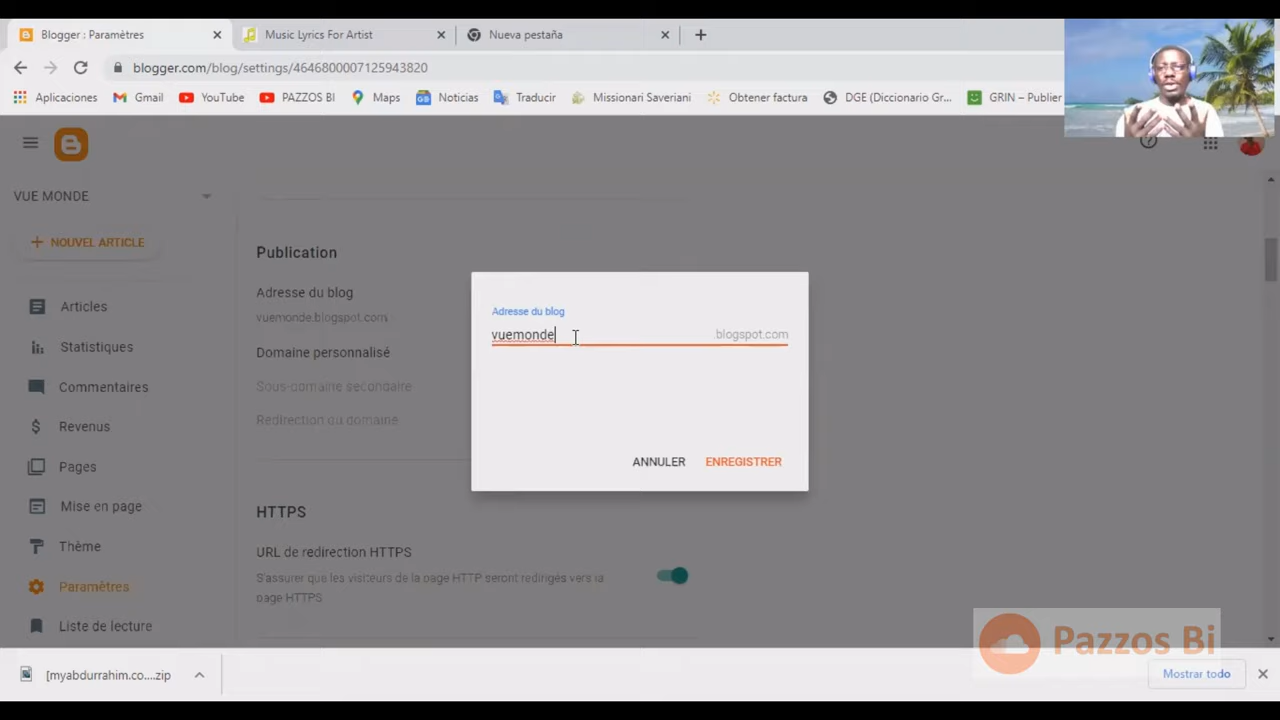 Blogger : Paramètres
Music Lyrics For Artist
Nueva pestaña
blogger.com/blog/settings/4646800007125943820
Aplicaciones
Gmail
YouTube
PAZZOS BI
Maps
Noticias
Traducir
Missionari Saveriani
Obtener factura
DGE (Diccionario Gr...
GRIN – Publier
VUE MONDE
NOUVEL ARTICLE
Articles
Statistiques
Commentaires
Revenus
Pages
Mise en page
Thème
Paramètres
Liste de lecture
Publication
Adresse du blog
vuemonde.blogspot.com
Domaine personnalisé
Sous-domaine secondaire
Redirection du domaine
HTTPS
URL de redirection HTTPS
S'assurer que les visiteurs de la page HTTP seront redirigés vers la
page HTTPS
Adresse du blog
vuemonde .blogspot.com
ANNULER ENREGISTRER
Pazzos Bi
[myabdurrahim.co....zip
Mostrar todo